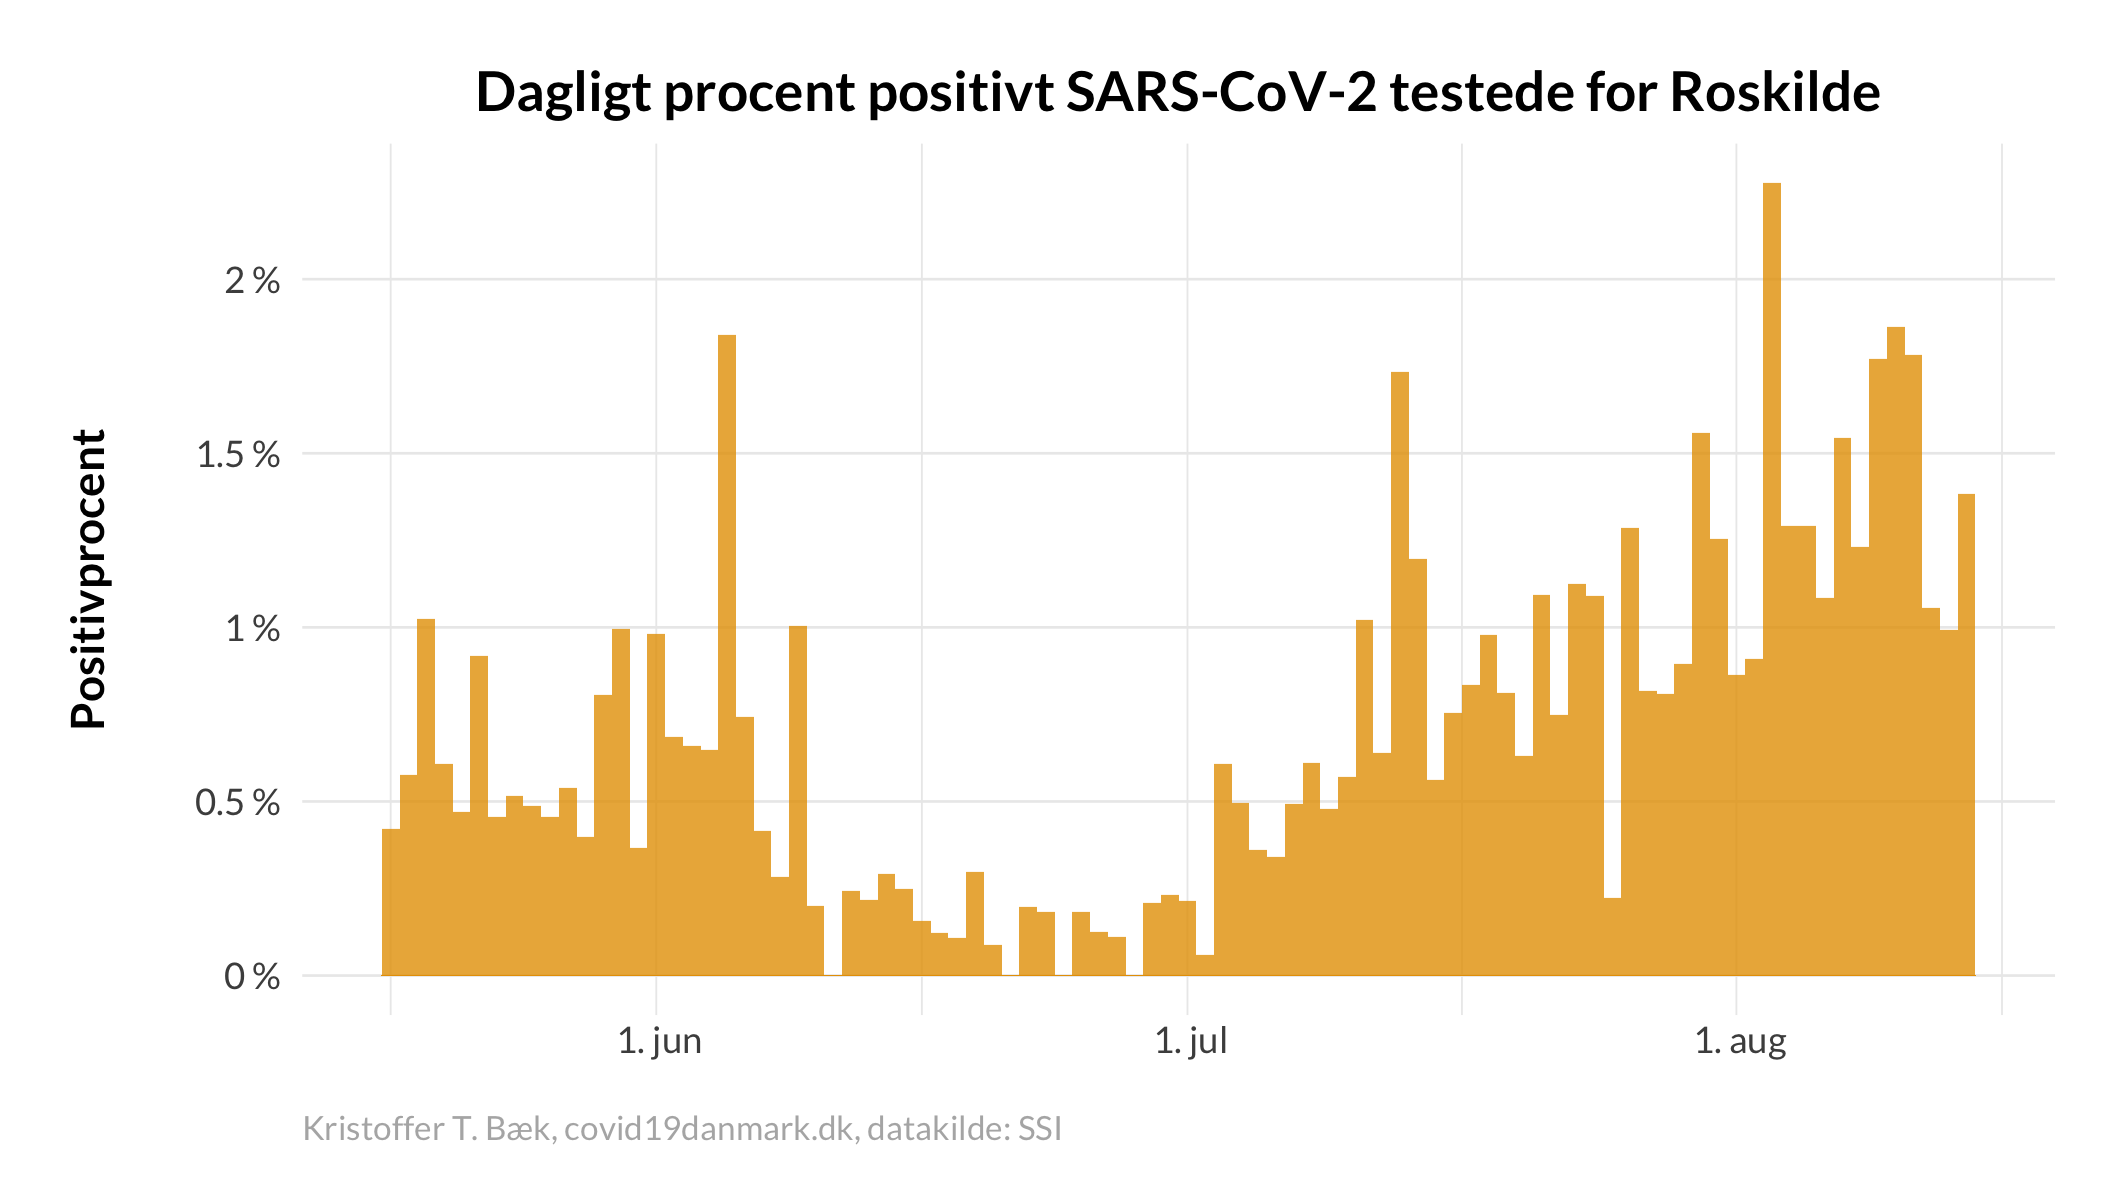 Dagligt procent positivt SARS-CoV-2 testede for Roskilde
Positivprocent
2 %
1.5 %
1 %
0.5 %
0 %
1. jun
1. jul
1. aug
Kristoffer T. Bæk, covid19danmark.dk, datakilde: SSI